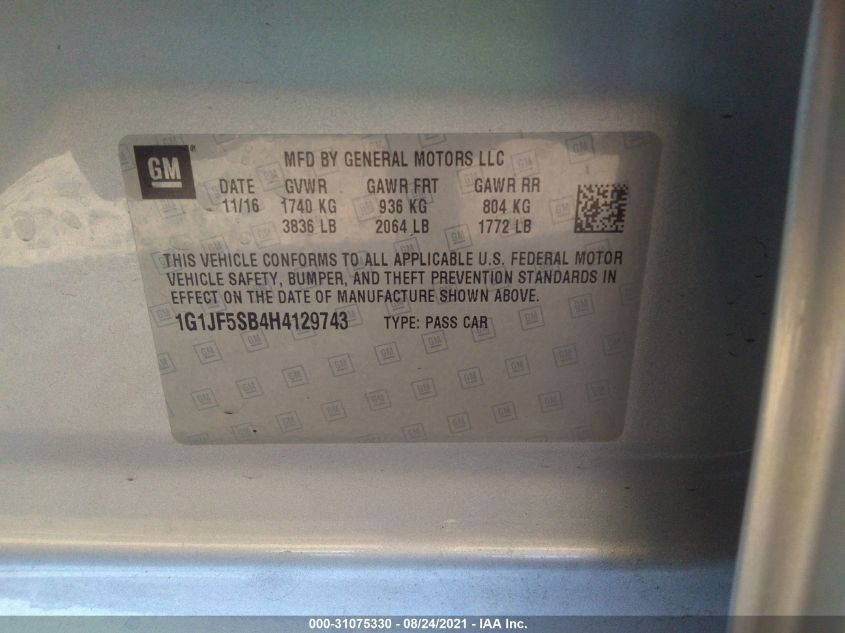 GM
MFD BY GENERAL MOTORS LLC
DATE GVWR GAWR FRT GAWR RR
11/16 1740 KG 936 KG 804 KG
3836 LB 2064 LB 1772 LB
THIS VEHICLE CONFORMS TO ALL APPLICABLE U.S. FEDERAL MOTOR
VEHICLE SAFETY, BUMPER, AND THEFT PREVENTION STANDARDS IN
EFFECT ON THE DATE OF MANUFACTURE SHOWN ABOVE.
1G1JF5SB4H4129743 TYPE: PASS CAR
000-31075330 - 08/24/2021 - IAA Inc.